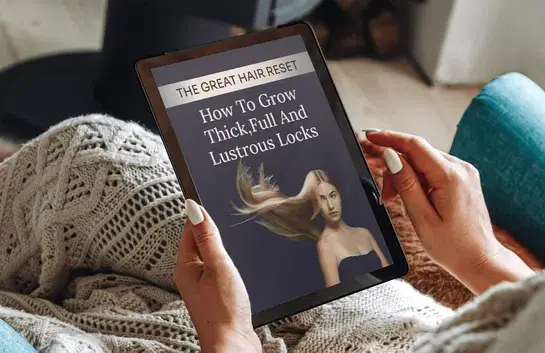 THE GREAT HAIR RESET
How To Grow
Thick,Full And
Lustrous Locks